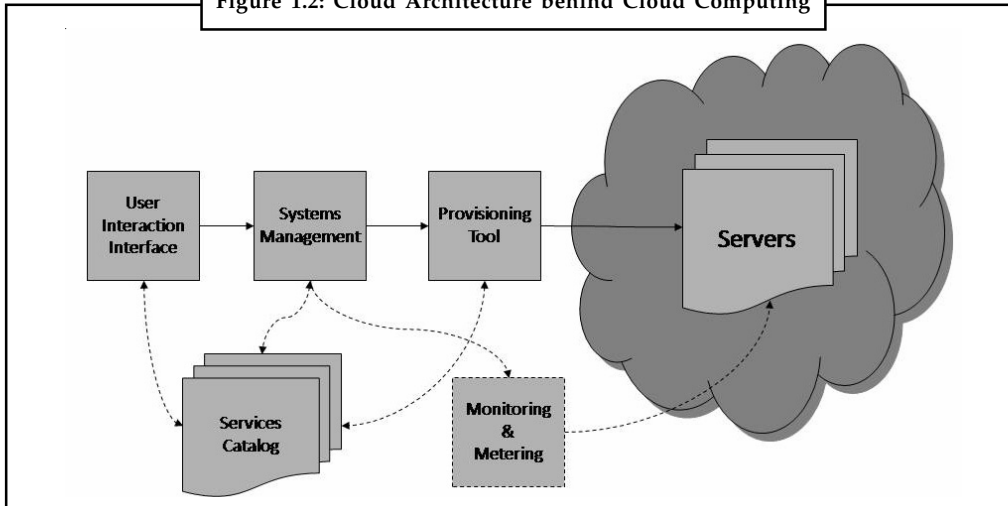 Figure 1.2: Cloud Architecture behind Cloud Computing
User
Interaction
Interface
Systems
Management
Provisioning
Tool
Servers
Services
Catalog
Monitoring
&
Metering